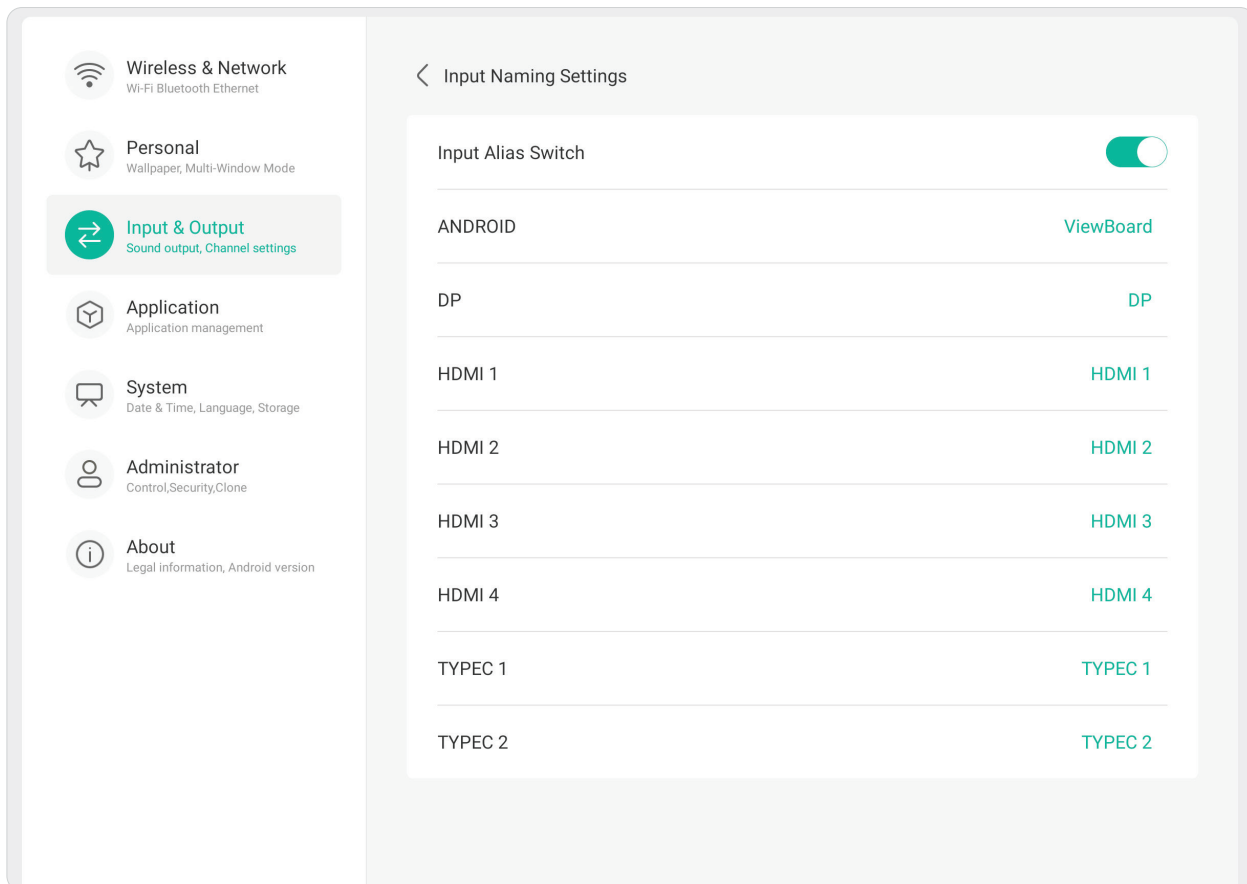 Wireless & Network
Wi-Fi Bluetooth Ethernet
Personal
Wallpaper, Multi-Window Mode
Input & Output
Sound output, Channel settings
Application
Application management
System
Date & Time, Language, Storage
Administrator
Control,Security,Clone
About
Legal information, Android version
Input Naming Settings
Input Alias Switch
ANDROID ViewBoard
DP DP
HDMI 1 HDMI 1
HDMI 2 HDMI 2
HDMI 3 HDMI 3
HDMI 4 HDMI 4
TYPEC 1 TYPEC 1
TYPEC 2 TYPEC 2